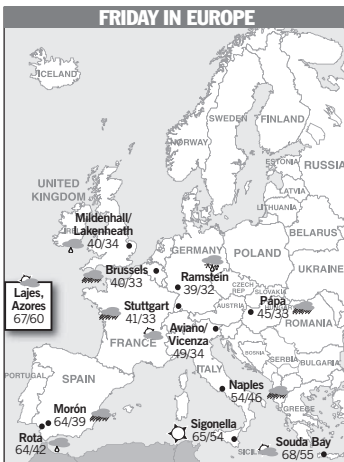 FRIDAY IN EUROPE
ICELAND
SWEDEN
FINLAND
NORWAY
ESTONIA
RUSSIA
LATVIA
LITHUANIA
UNITED
KINGDOM
Mildenhall/
Lakenheath
40/34
BELARUS
GERMANY
POLAND
Brussels
40/33
Ramstein
39/32
UKRAINE
Lajes,
Azores
67/60
CZECH
REP
SLOVAKIA
Stuttgart
41/33
AUSTRIA
Pápa
45/33
ROMANIA
FRANCE
Aviano/
Vicenza
49/34
BOSNIA
SERBIA
BULGARIA
ITALY
PORTUGAL
SPAIN
Naples
54/46
GREECE
Morón
64/39
Sigonella
65/54
Rota
64/42
SICILY
Souda Bay
68/55